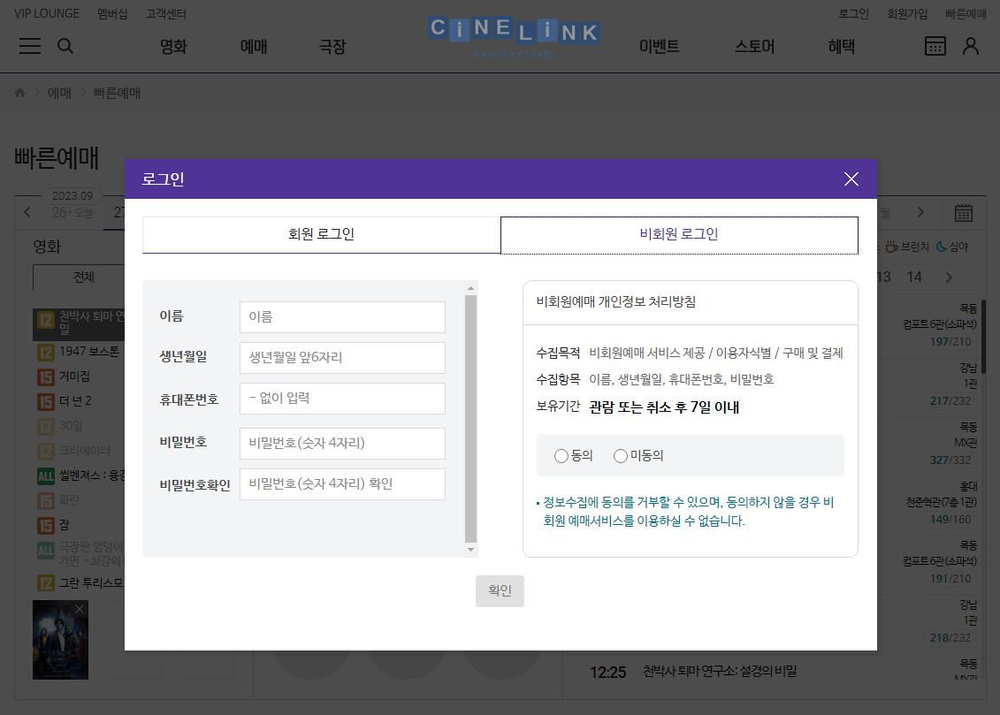 VIP LOUNGE 멤버십 고객센터
로그인 회원가입 빠른예매
CiNELiNK
영화 예매 극장 이벤트 스토어 혜택
예매 빠른예매
빠른예매
로그인
2023.09
26•오늘 27
월
회원 로그인 비회원 로그인
영화
브런치 심야
전체
13 14
이름 이름
생년월일 생년월일 앞6자리
휴대폰번호 - 없이 입력
비밀번호 비밀번호(숫자 4자리)
비밀번호확인 비밀번호(숫자 4자리) 확인
비회원예매 개인정보 처리방침
수집목적 비회원예매 서비스 제공 / 이용자식별 / 구매 및 결제
수집항목 이름, 생년월일, 휴대폰번호, 비밀번호
보유기간 관람 또는 취소 후 7일 이내
동의 미동의
• 정보수집에 동의를 거부할 수 있으며, 동의하지 않을 경우 비
회원 예매서비스를 이용하실 수 없습니다.
확인
12 천박사 퇴마 연
밀
12 1947 보스톤
15 거미집
15 더 넌 2
12 30일
12 크리에이터
ALL 쁠벤져스 : 용감
15 화란
15 잠
ALL 극장판 엉덩이
가면 - 최강의
12 그란 투리스모
목동
컴포트 6관(소파석)
197/210
강남
1관
217/232
목동
MX관
327/332
홍대
천준혁관(7층 1관)
149/160
목동
컴포트 6관(소파석)
191/210
강남
1관
218/232
12:25 천박사 퇴마 연구소: 설경의 비밀
목동
MX관